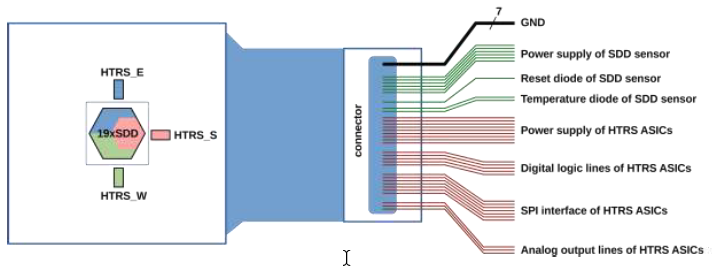 7
GND
HTRS_E
19xSDD
HTRS_S
HTRS_W
connector
Power supply of SDD sensor
Reset diode of SDD sensor
Temperature diode of SDD sensor
Power supply of HTRS ASICs
Digital logic lines of HTRS ASICs
SPI interface of HTRS ASICs
Analog output lines of HTRS ASICs